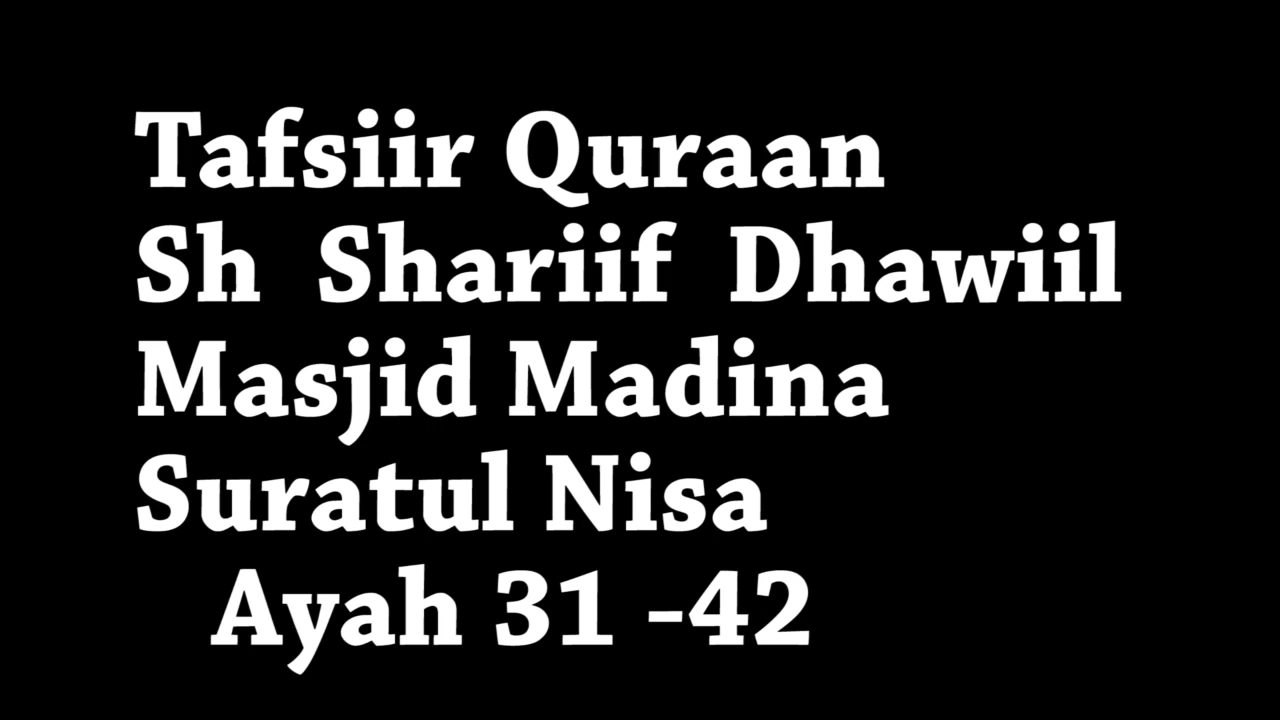 Tafsiir Quraan
Sh Shariif Dhawiil
Masjid Madina
Suratul Nisa
Ayah 31 -42